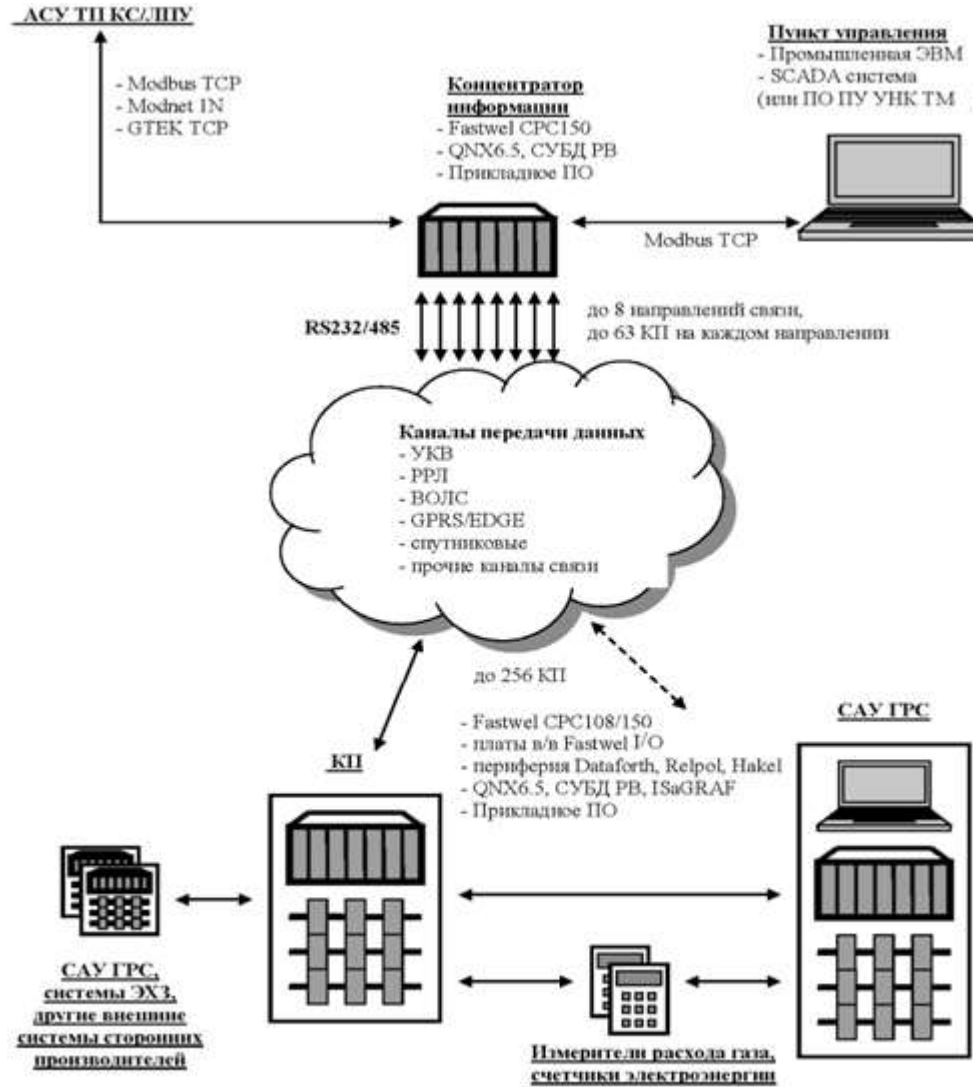 АСУ ТП КС/ЛПУ
- Modbus TCP
- Modnet 1N
- GTEK TCP
Концентратор
информации
- Fastwel CPC150
- QNX6.5, СУБД РВ
- Прикладное ПО
Пункт управления
- Промышленная ЭВМ
- SCADA система
(или ПО ПУ УНК ТМ
Modbus TCP
RS232/485
до 8 направлений связи,
до 63 КП на каждом направлении
Каналы передачи данных
- УКВ
- РРЛ
- ВОЛС
- GPRS/EDGE
- спутниковые
- прочие каналы связи
до 256 КП
- Fastwel CPC108/150
- платы в/в Fastwel I/O
- периферия Dataforth, Relpol, Hakel
- QNX6.5, СУБД РВ, ISaGRAF
- Прикладное ПО
КП
САУ ГРС
САУ ГРС,
системы ЭХЗ,
другие внешние
системы сторонних
производителей
Измерители расхода газа,
счетчики электроэнергии